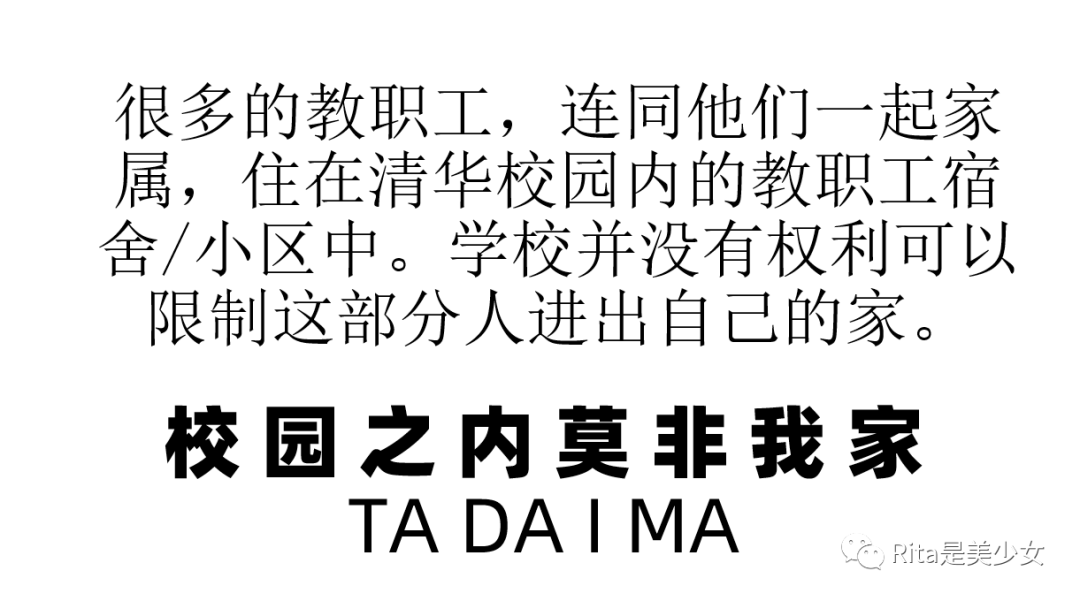 很多的教职工，连同他们一起家
属，住在清华校园内的教职工宿
舍/小区中。学校并没有权利可以
限制这部分人进出自己的家。
校园之内莫非我家
TA DA I MA
Rita是美少女